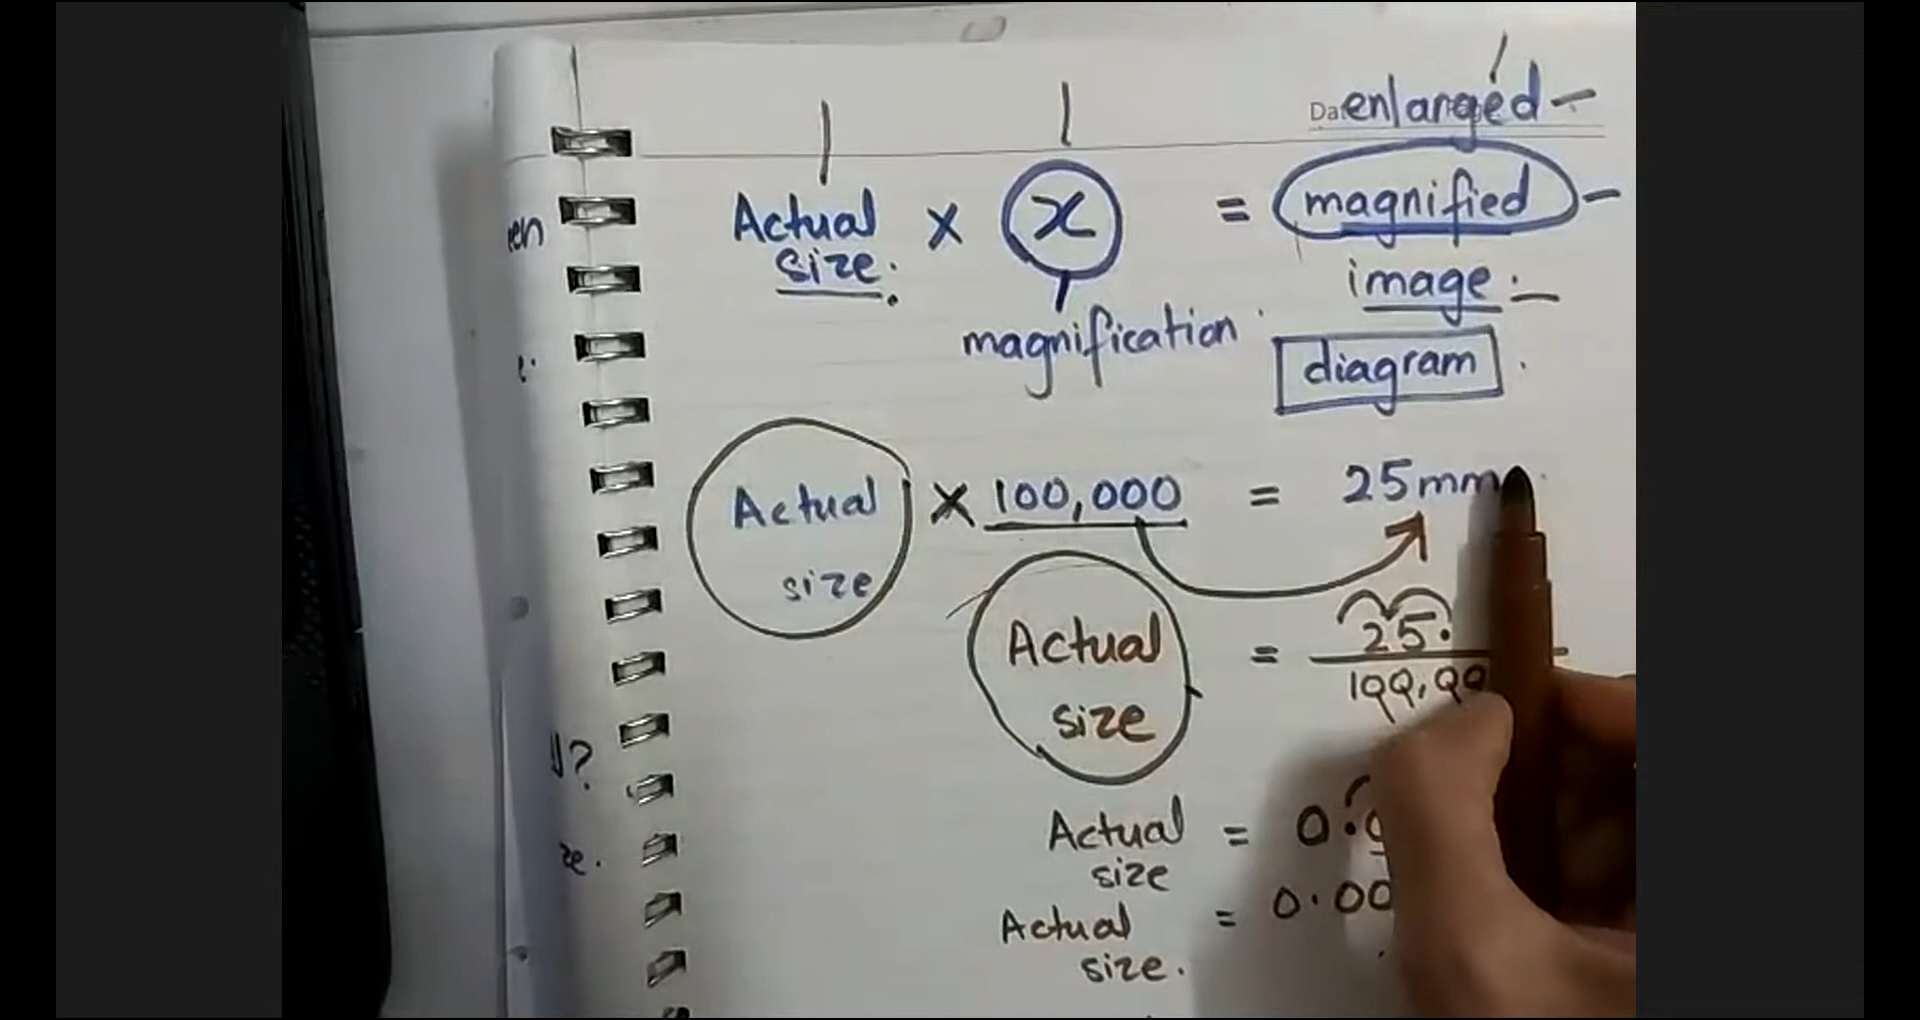 enlarged
Actual × x = magnified
size.
image
magnification
diagram
Actual × 100,000 = 25mm
size
Actual = 25.
size
Actual = 0.
size
Actual = 0.00
size.